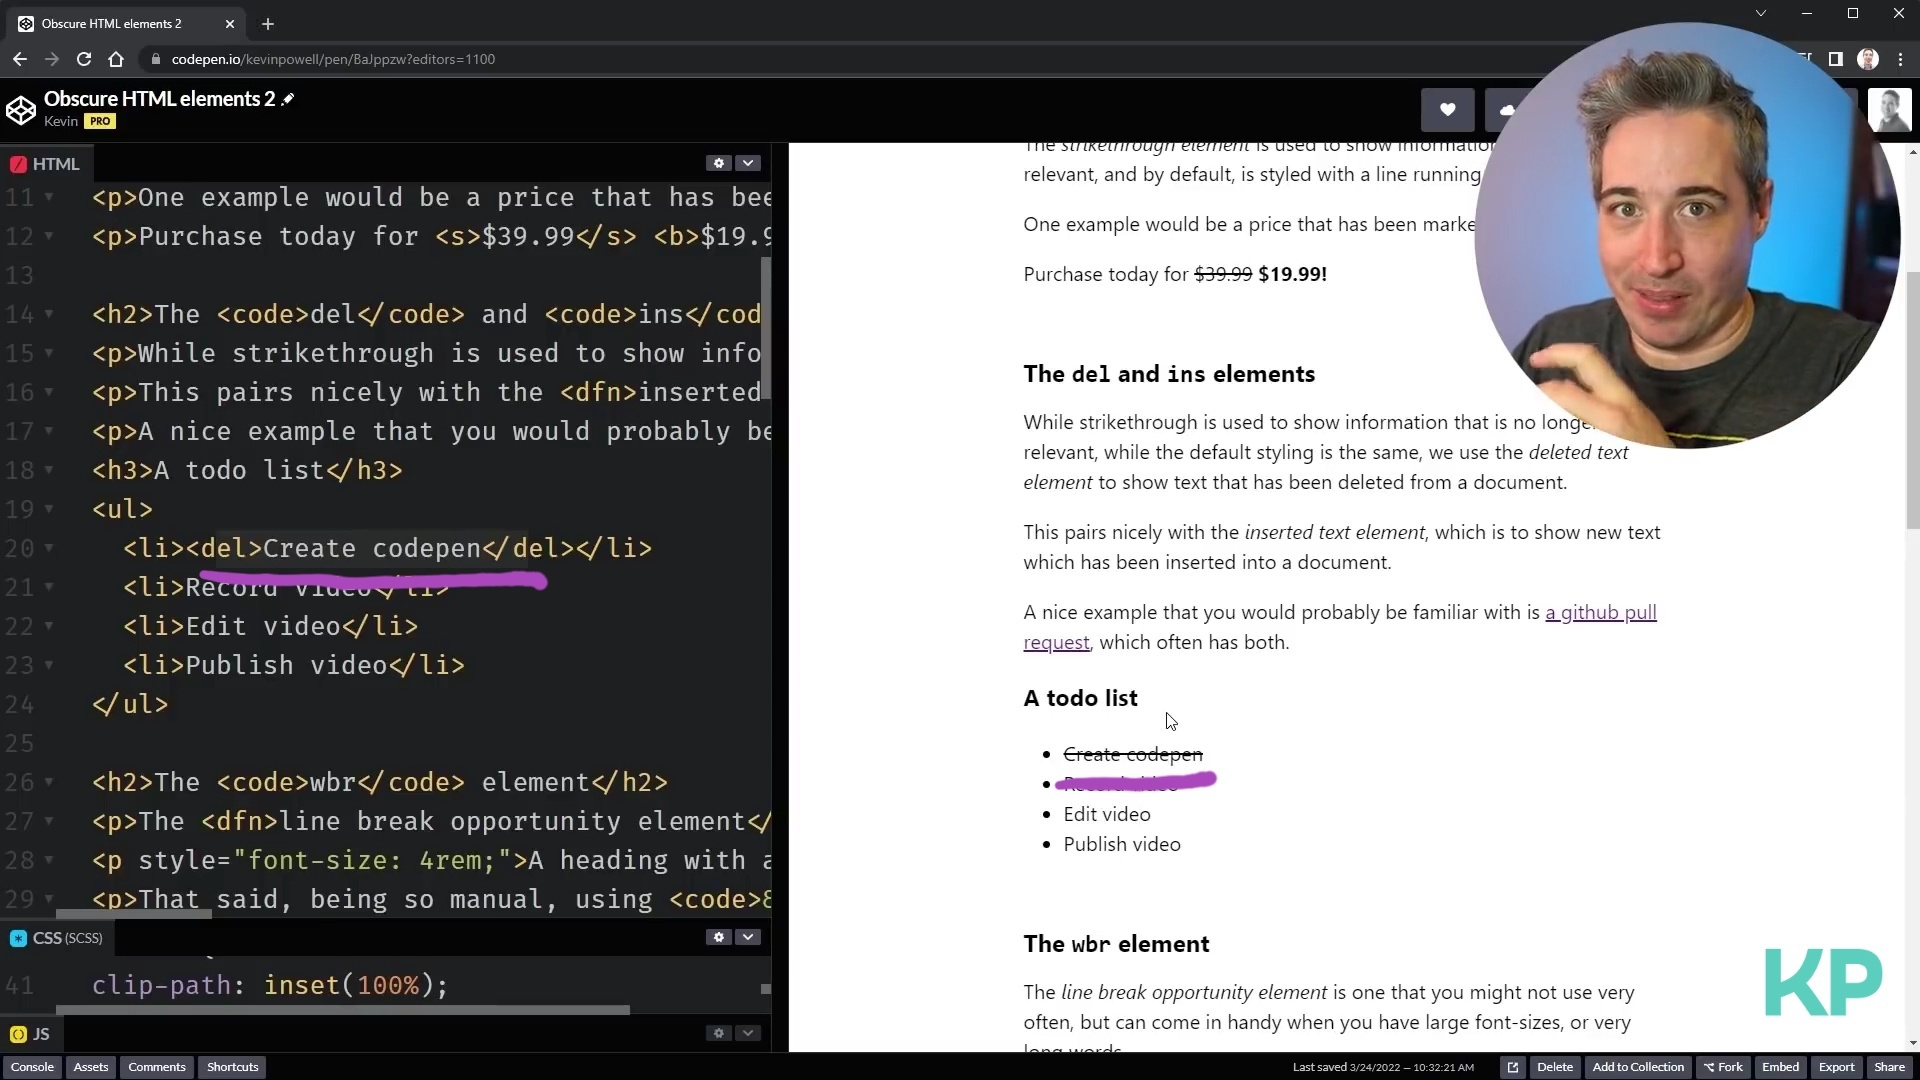 Obscure HTML elements 2
codepen.io/kevinpowell/pen/BaJppzw?editors=1100
Obscure HTML elements 2
Kevin PRO
HTML
11 <p>One example would be a price that has bee
12 <p>Purchase today for <s>$39.99</s> <b>$19.9
13
14 <h2>The <code>del</code> and <code>ins</cod
15 <p>While strikethrough is used to show info
16 <p>This pairs nicely with the <dfn>inserted
17 <p>A nice example that you would probably be
18 <h3>A todo list</h3>
19 <ul>
20 <li><del>Create codepen</del></li>
21 <li>Record video</li>
22 <li>Edit video</li>
23 <li>Publish video</li>
24 </ul>
25
26 <h2>The <code>wbr</code> element</h2>
27 <p>The <dfn>line break opportunity element</
28 <p style="font-size: 4rem;">A heading with a
29 <p>That said, being so manual, using <code>&
CSS (SCSS)
41 clip-path: inset(100%);
JS
The strikethrough element is used to show information
relevant, and by default, is styled with a line running
One example would be a price that has been marke
Purchase today for $39.99 $19.99!
The del and ins elements
While strikethrough is used to show information that is no longe
relevant, while the default styling is the same, we use the deleted text
element to show text that has been deleted from a document.
This pairs nicely with the inserted text element, which is to show new text
which has been inserted into a document.
A nice example that you would probably be familiar with is a github pull
request, which often has both.
A todo list
Create codepen
Record video
Edit video
Publish video
The wbr element
The line break opportunity element is one that you might not use very
often, but can come in handy when you have large font-sizes, or very
long words
KP
Console Assets Comments Shortcuts
Last saved 3/24/2022 — 10:32:21 AM
Delete Add to Collection Fork Embed Export Share